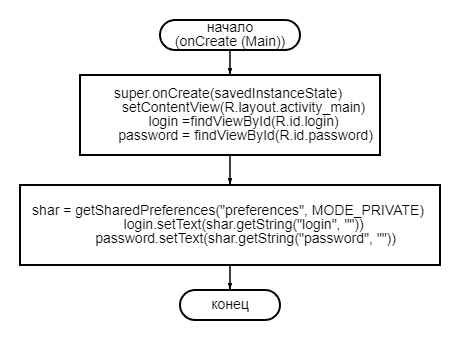 начало
(onCreate (Main))
super.onCreate(savedInstanceState)
setContentView(R.layout.activity_main)
login =findViewById(R.id.login)
password = findViewById(R.id.password)
shar = getSharedPreferences("preferences", MODE_PRIVATE)
login.setText(shar.getString("login", ""))
password.setText(shar.getString("password", ""))
конец